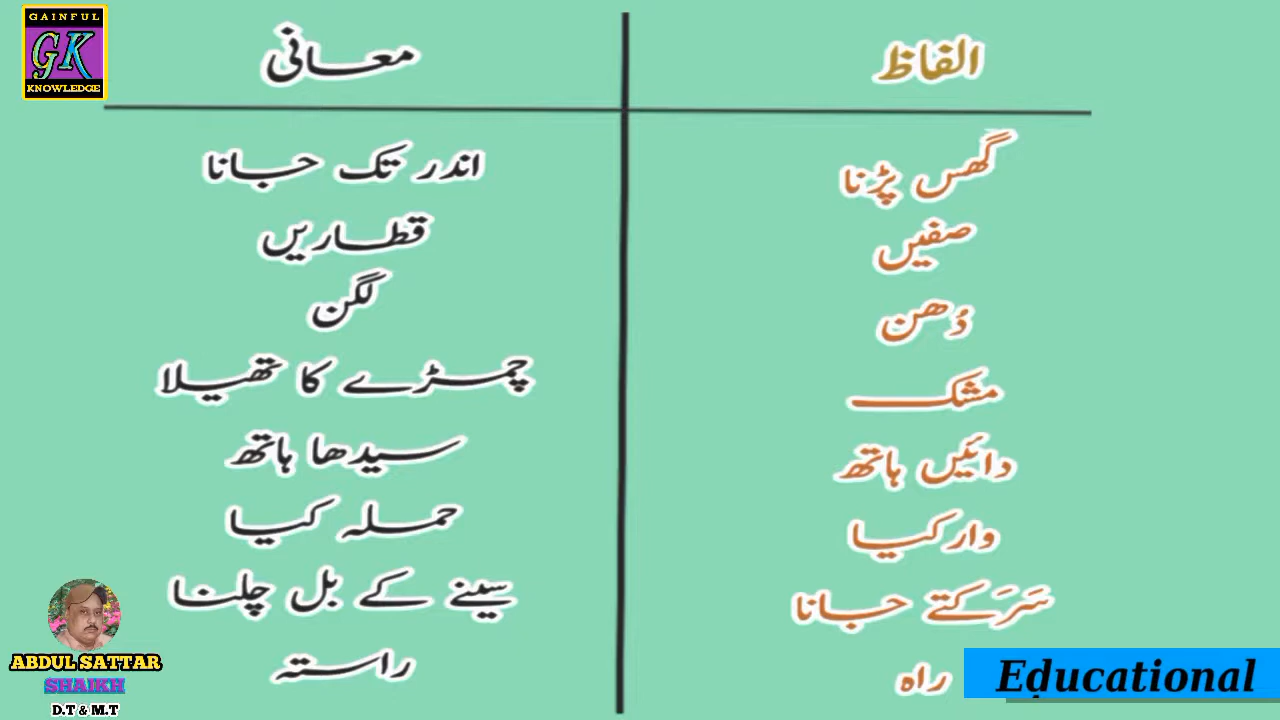 GAINFUL
GK
KNOWLEDGE
الفاظ معانی
گھس پڑنا اندر تک جانا
صفیں قطاریں
دُھن لگن
مشک چمڑے کا تھیلا
دائیں ہاتھ سیدھا ہاتھ
وار کیا حملہ کیا
سَرَکتے جانا سینے کے بل چلنا
راہ راستہ
ABDUL SATTAR
SHAIKH
D.T & M.T
Educational